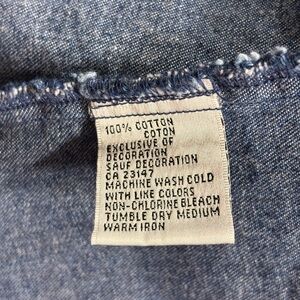 100% COTTON
COTON
EXCLUSIVE OF
DECORATION
SAUF DECORATION
CA 23147
MACHINE WASH COLD
WITH LIKE COLORS
NON-CHLORINE BLEACH
TUMBLE DRY MEDIUM
WARM IRON